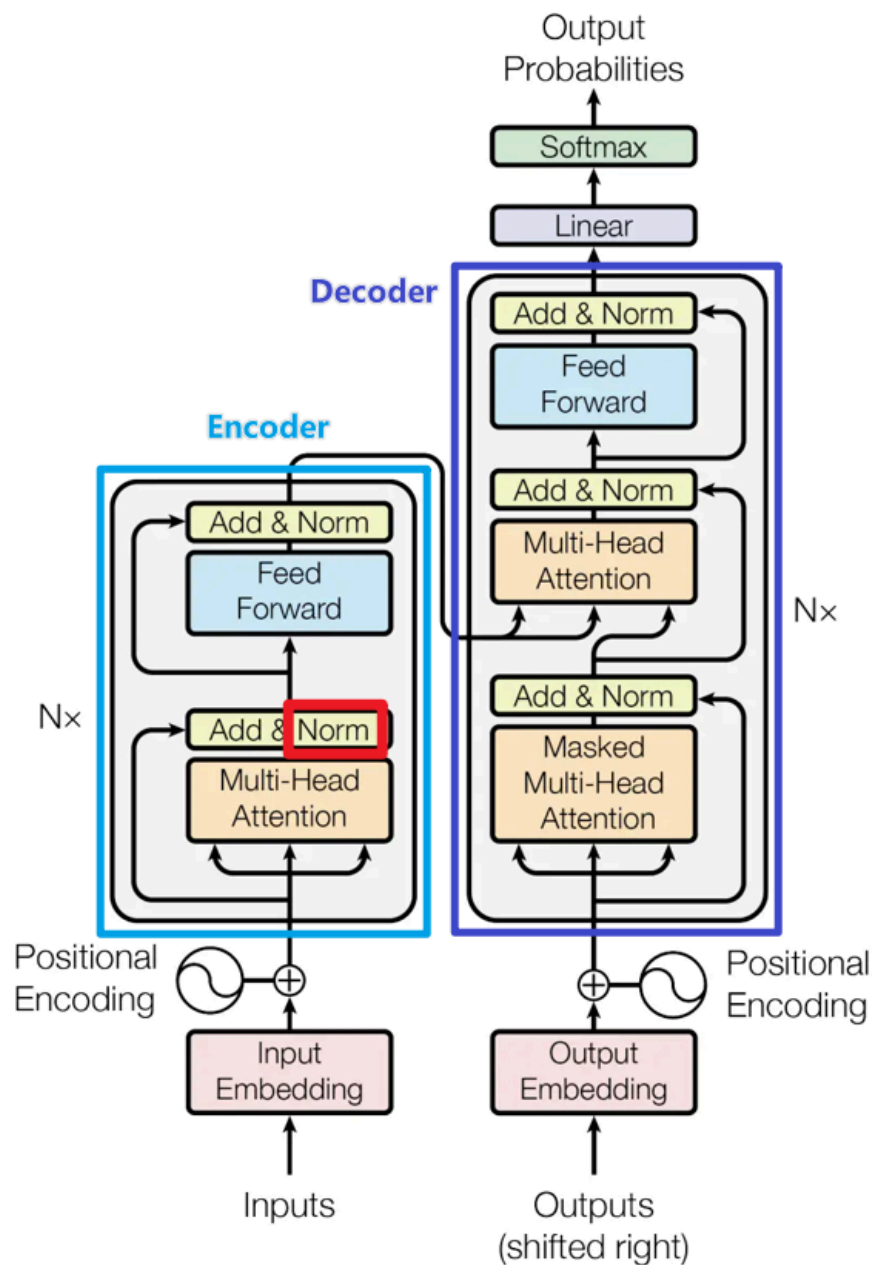 Output
Probabilities
Softmax
Linear
Decoder
Add & Norm
Feed
Forward
Add & Norm
Multi-Head
Attention
N×
Add & Norm
Masked
Multi-Head
Attention
Encoder
Add & Norm
Feed
Forward
N×
Add & Norm
Multi-Head
Attention
Positional
Encoding
Positional
Encoding
Input
Embedding
Output
Embedding
Inputs
Outputs
(shifted right)